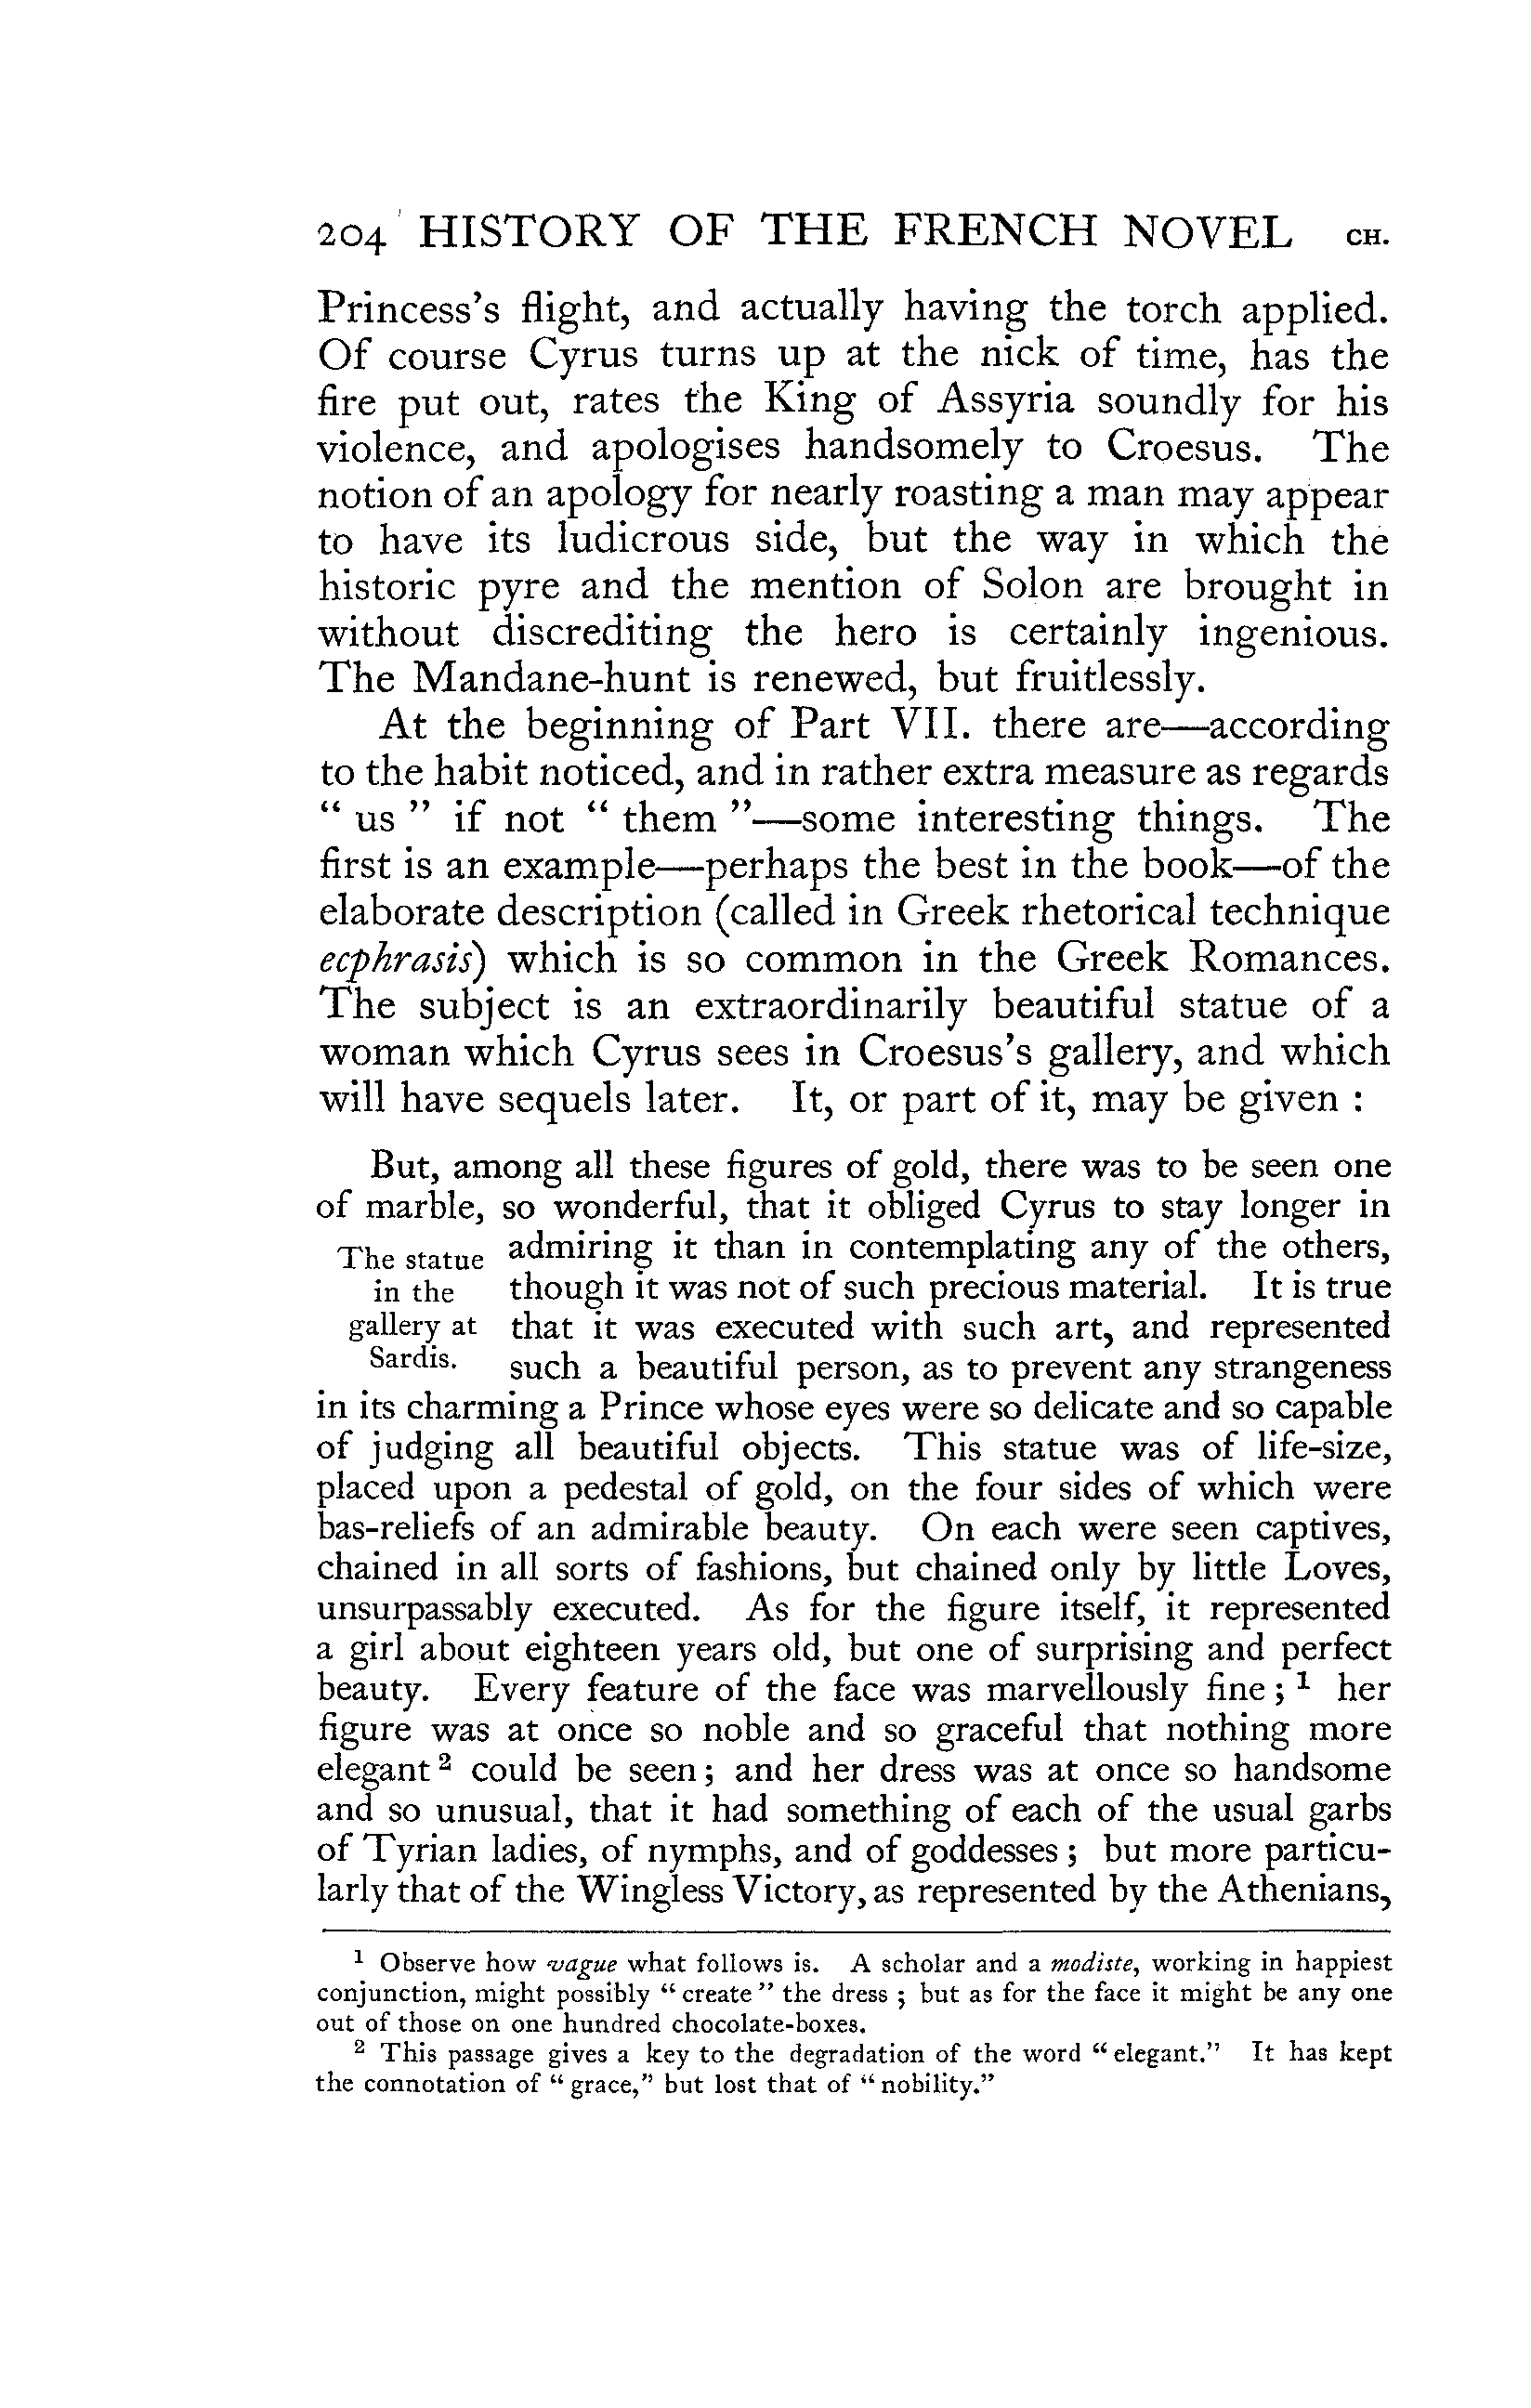 204 HISTORY OF THE FRENCH NOVEL CH.
Princess's flight, and actually having the torch applied.
Of course Cyrus turns up at the nick of time, has the
fire put out, rates the King of Assyria soundly for his
violence, and apologises handsomely to Croesus. The
notion of an apology for nearly roasting a man may appear
to have its ludicrous side, but the way in which the
historic pyre and the mention of Solon are brought in
without discrediting the hero is certainly ingenious.
The Mandane-hunt is renewed, but fruitlessly.
At the beginning of Part VII. there are—according
to the habit noticed, and in rather extra measure as regards
“ us ” if not “ them ”—some interesting things. The
first is an example—perhaps the best in the book—of the
elaborate description (called in Greek rhetorical technique
ecphrasis) which is so common in the Greek Romances.
The subject is an extraordinarily beautiful statue of a
woman which Cyrus sees in Croesus's gallery, and which
will have sequels later. It, or part of it, may be given :
But, among all these figures of gold, there was to be seen one
of marble, so wonderful, that it obliged Cyrus to stay longer in
The statue
in the
gallery at
Sardis.
admiring it than in contemplating any of the others,
though it was not of such precious material. It is true
that it was executed with such art, and represented
such a beautiful person, as to prevent any strangeness
in its charming a Prince whose eyes were so delicate and so capable
of judging all beautiful objects. This statue was of life-size,
placed upon a pedestal of gold, on the four sides of which were
bas-reliefs of an admirable beauty. On each were seen captives,
chained in all sorts of fashions, but chained only by little Loves,
unsurpassably executed. As for the figure itself, it represented
a girl about eighteen years old, but one of surprising and perfect
beauty. Every feature of the face was marvellously fine ; 1 her
figure was at once so noble and so graceful that nothing more
elegant 2 could be seen ; and her dress was at once so handsome
and so unusual, that it had something of each of the usual garbs
of Tyrian ladies, of nymphs, and of goddesses ; but more particu-
larly that of the Wingless Victory, as represented by the Athenians,
1 Observe how vague what follows is. A scholar and a modiste, working in happiest
conjunction, might possibly “ create ” the dress ; but as for the face it might be any one
out of those on one hundred chocolate-boxes.
2 This passage gives a key to the degradation of the word “ elegant.” It has kept
the connotation of “ grace,” but lost that of “ nobility.”